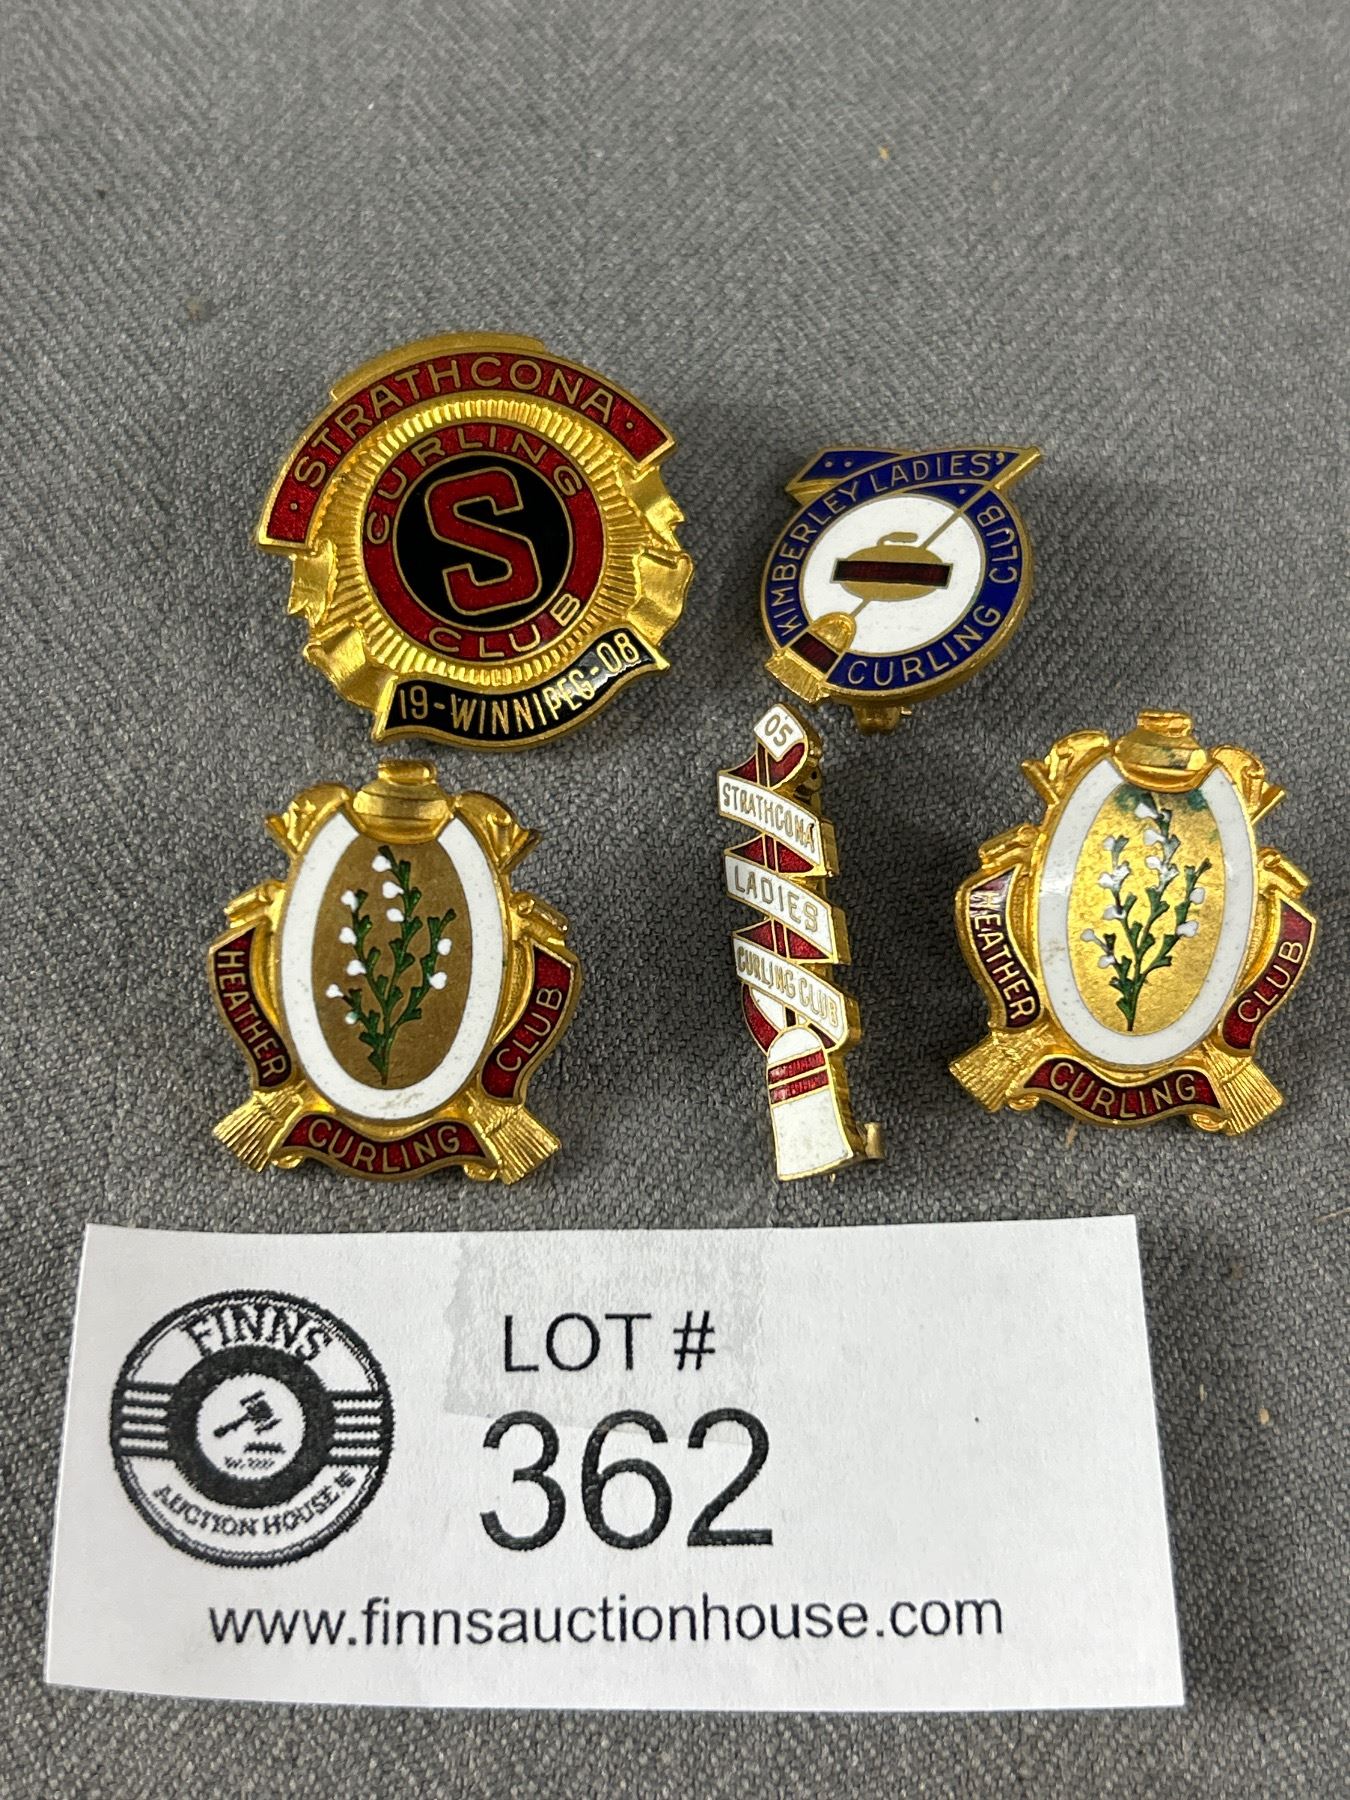 STRATHCONA
CURLING
S
CLUB
19-WINNIPEG-08
KIMBERLEY LADIES'
CURLING CLUB
HEATHER
CURLING
CLUB
05
STRATHCONA
LADIES
CURLING CLUB
HEATHER
CURLING
CLUB
FINNS
AUCTION HOUSE
LOT #
362
www.finnsauctionhouse.com